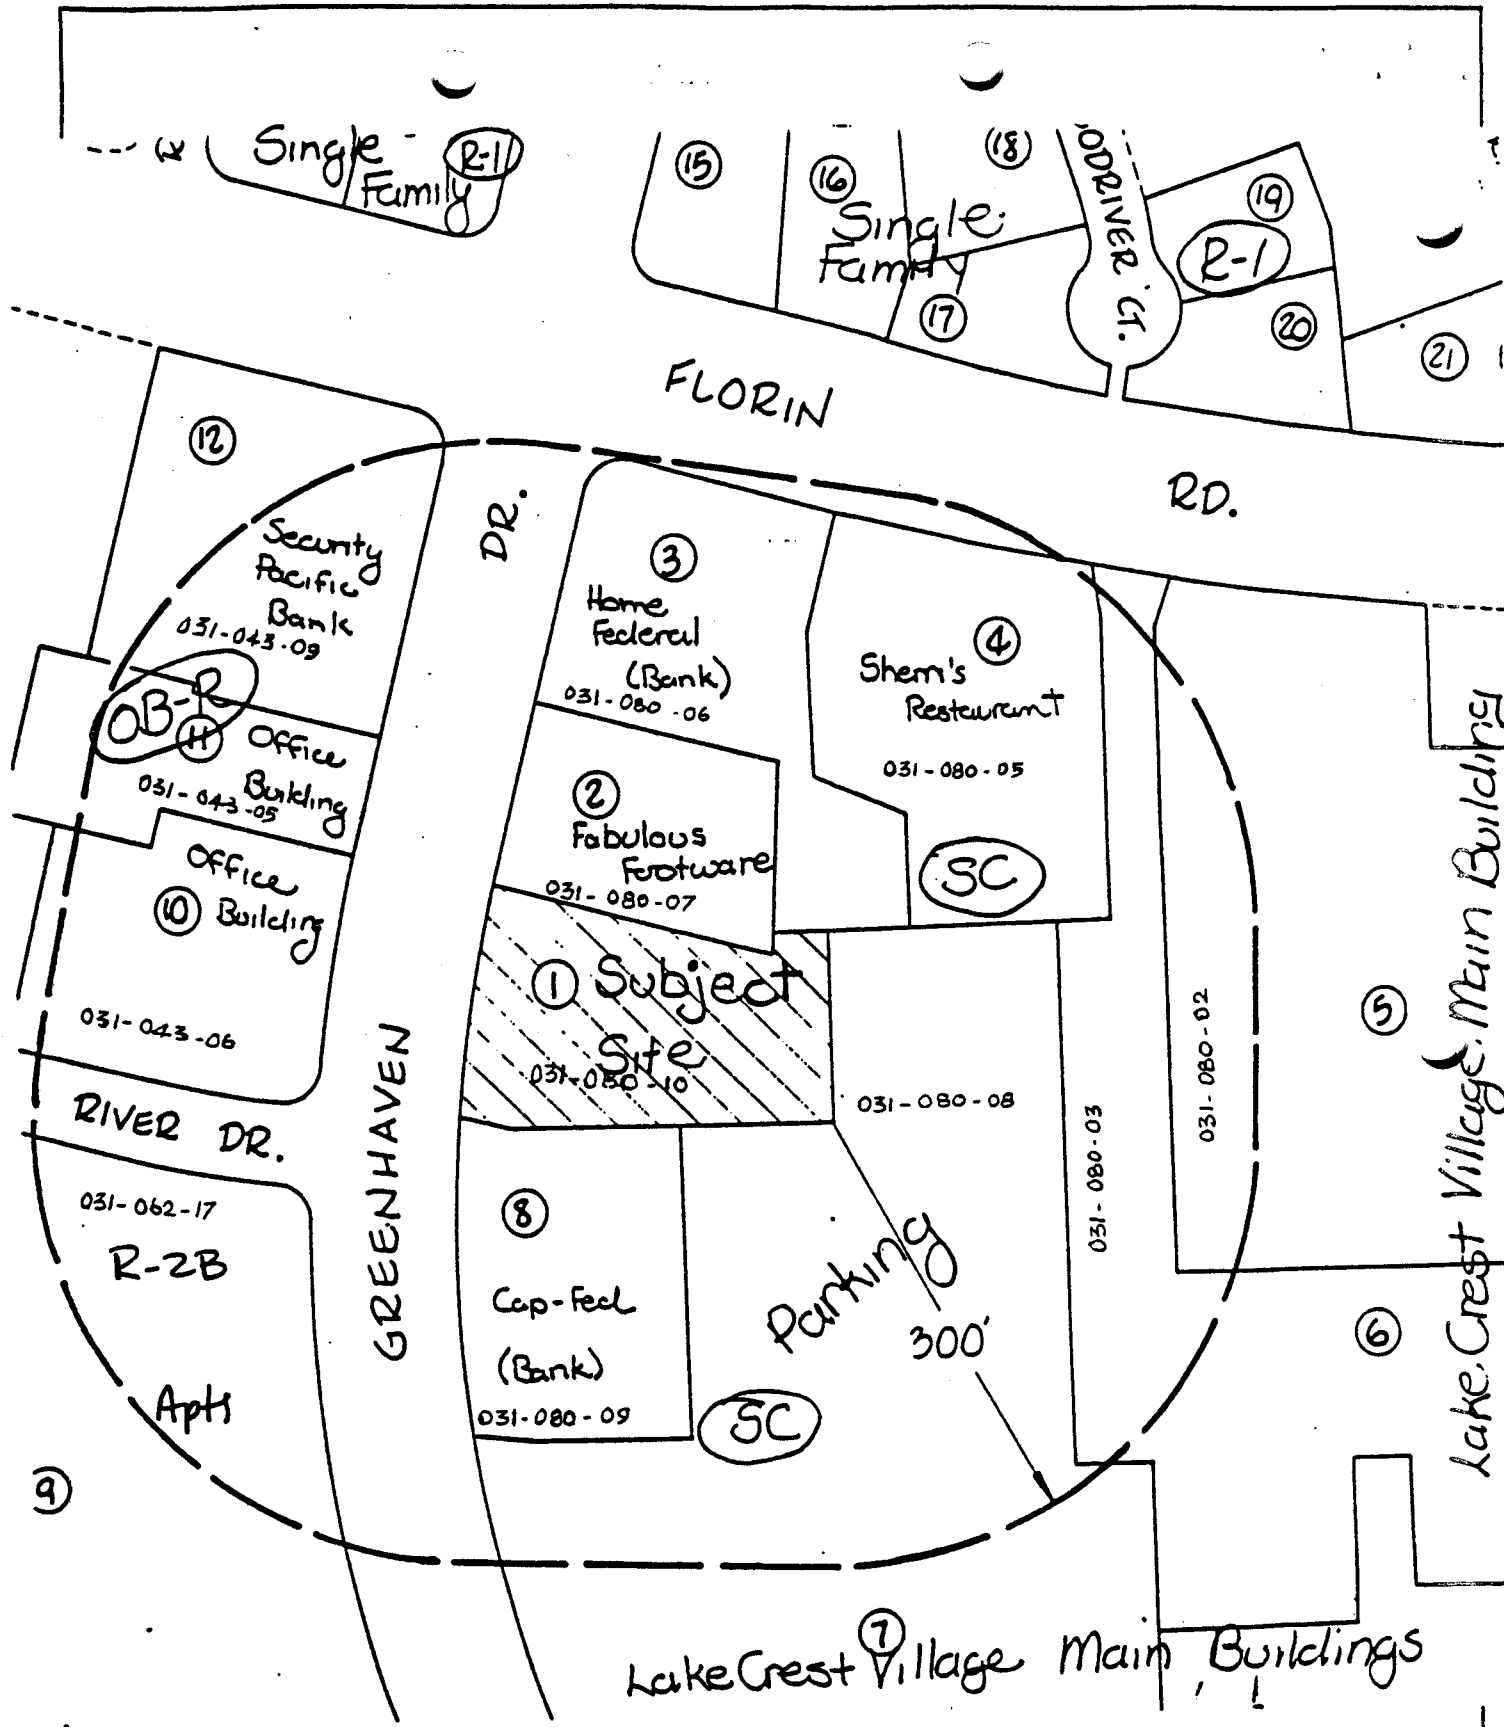 Single
Family
R-1
15
16
18
ODRIVER CT.
19
Single
Family
R-1
17
20
21
FLORIN
RD.
12
Security
Pacific
Bank
031-043-09
DR.
3
Home
Federal
(Bank)
031-080-06
4
Sherri's
Restaurant
031-080-05
SC
OB-R
11
Office
Building
031-043-05
2
Fabulous
Footware
031-080-07
Office
10 Building
031-043-06
1 Subject
Site
031-080-10
031-080-08
031-080-03
031-080-02
5
Lake Crest Village Main Building
RIVER DR.
GREENHAVEN
031-062-17
R-2B
Apts
8
Cap-Fed
(Bank)
031-080-09
Parking
300'
SC
6
9
7
Lake Crest Village Main Buildings